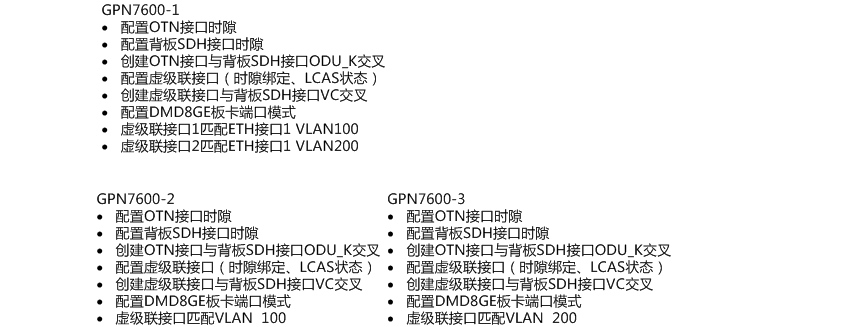 GPN7600-1
• 配置OTN接口时隙
• 配置背板SDH接口时隙
• 创建OTN接口与背板SDH接口ODU_K交叉
• 配置虚级联接口（时隙绑定、LCAS状态）
• 创建虚级联接口与背板SDH接口VC交叉
• 配置DMD8GE板卡端口模式
• 虚级联接口1匹配ETH接口1 VLAN100
• 虚级联接口2匹配ETH接口1 VLAN200
GPN7600-2
• 配置OTN接口时隙
• 配置背板SDH接口时隙
• 创建OTN接口与背板SDH接口ODU_K交叉
• 配置虚级联接口（时隙绑定、LCAS状态）
• 创建虚级联接口与背板SDH接口VC交叉
• 配置DMD8GE板卡端口模式
• 虚级联接口匹配VLAN 100
GPN7600-3
• 配置OTN接口时隙
• 配置背板SDH接口时隙
• 创建OTN接口与背板SDH接口ODU_K交叉
• 配置虚级联接口（时隙绑定、LCAS状态）
• 创建虚级联接口与背板SDH接口VC交叉
• 配置DMD8GE板卡端口模式
• 虚级联接口匹配VLAN 200